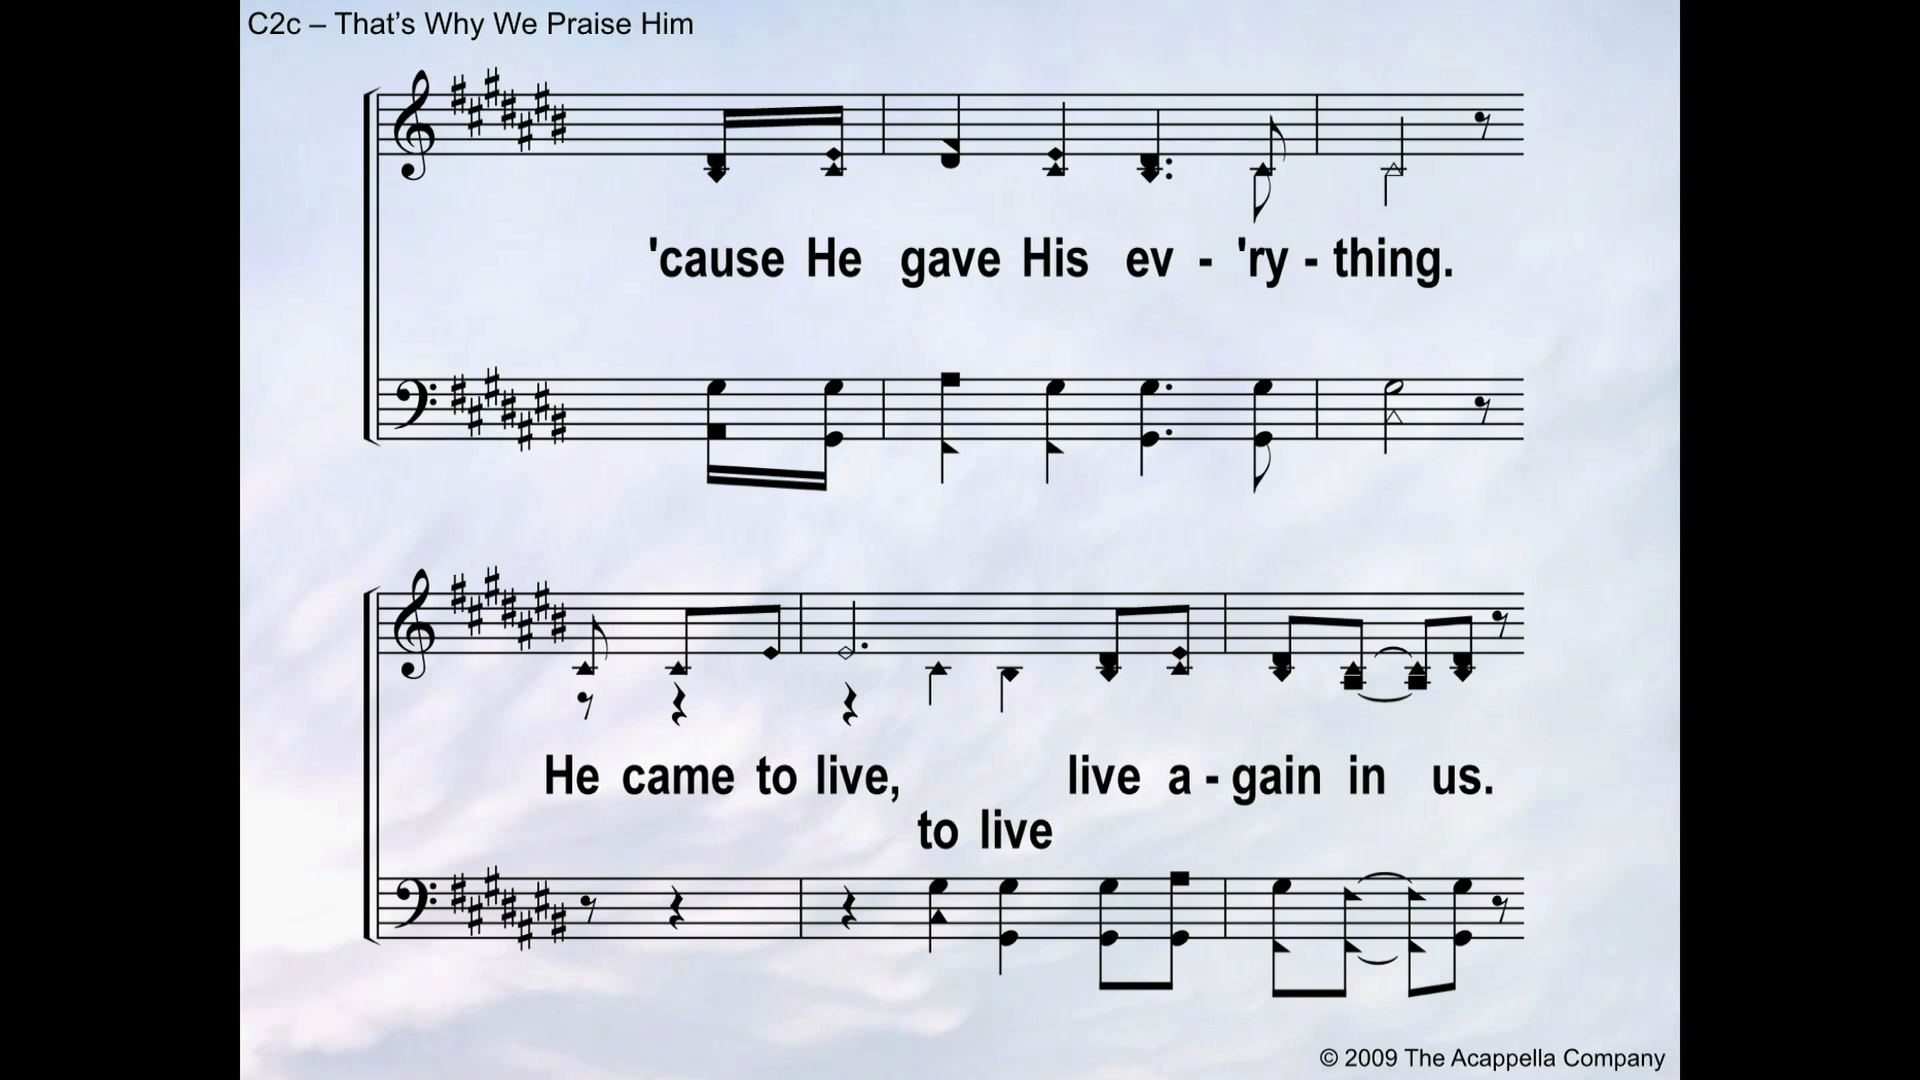 C2c – That’s Why We Praise Him
'cause He gave His ev - 'ry - thing.
He came to live, live a - gain in us.
to live
© 2009 The Acappella Company